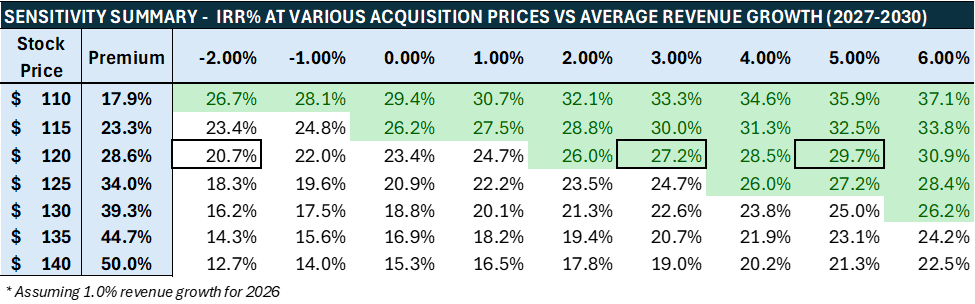 SENSITIVITY SUMMARY - IRR% AT VARIOUS ACQUISITION PRICES VS AVERAGE REVENUE GROWTH (2027-2030)
Stock Price Premium -2.00% -1.00% 0.00% 1.00% 2.00% 3.00% 4.00% 5.00% 6.00%
$ 110 17.9% 26.7% 28.1% 29.4% 30.7% 32.1% 33.3% 34.6% 35.9% 37.1%
$ 115 23.3% 23.4% 24.8% 26.2% 27.5% 28.8% 30.0% 31.3% 32.5% 33.8%
$ 120 28.6% 20.7% 22.0% 23.4% 24.7% 26.0% 27.2% 28.5% 29.7% 30.9%
$ 125 34.0% 18.3% 19.6% 20.9% 22.2% 23.5% 24.7% 26.0% 27.2% 28.4%
$ 130 39.3% 16.2% 17.5% 18.8% 20.1% 21.3% 22.6% 23.8% 25.0% 26.2%
$ 135 44.7% 14.3% 15.6% 16.9% 18.2% 19.4% 20.7% 21.9% 23.1% 24.2%
$ 140 50.0% 12.7% 14.0% 15.3% 16.5% 17.8% 19.0% 20.2% 21.3% 22.5%
* Assuming 1.0% revenue growth for 2026